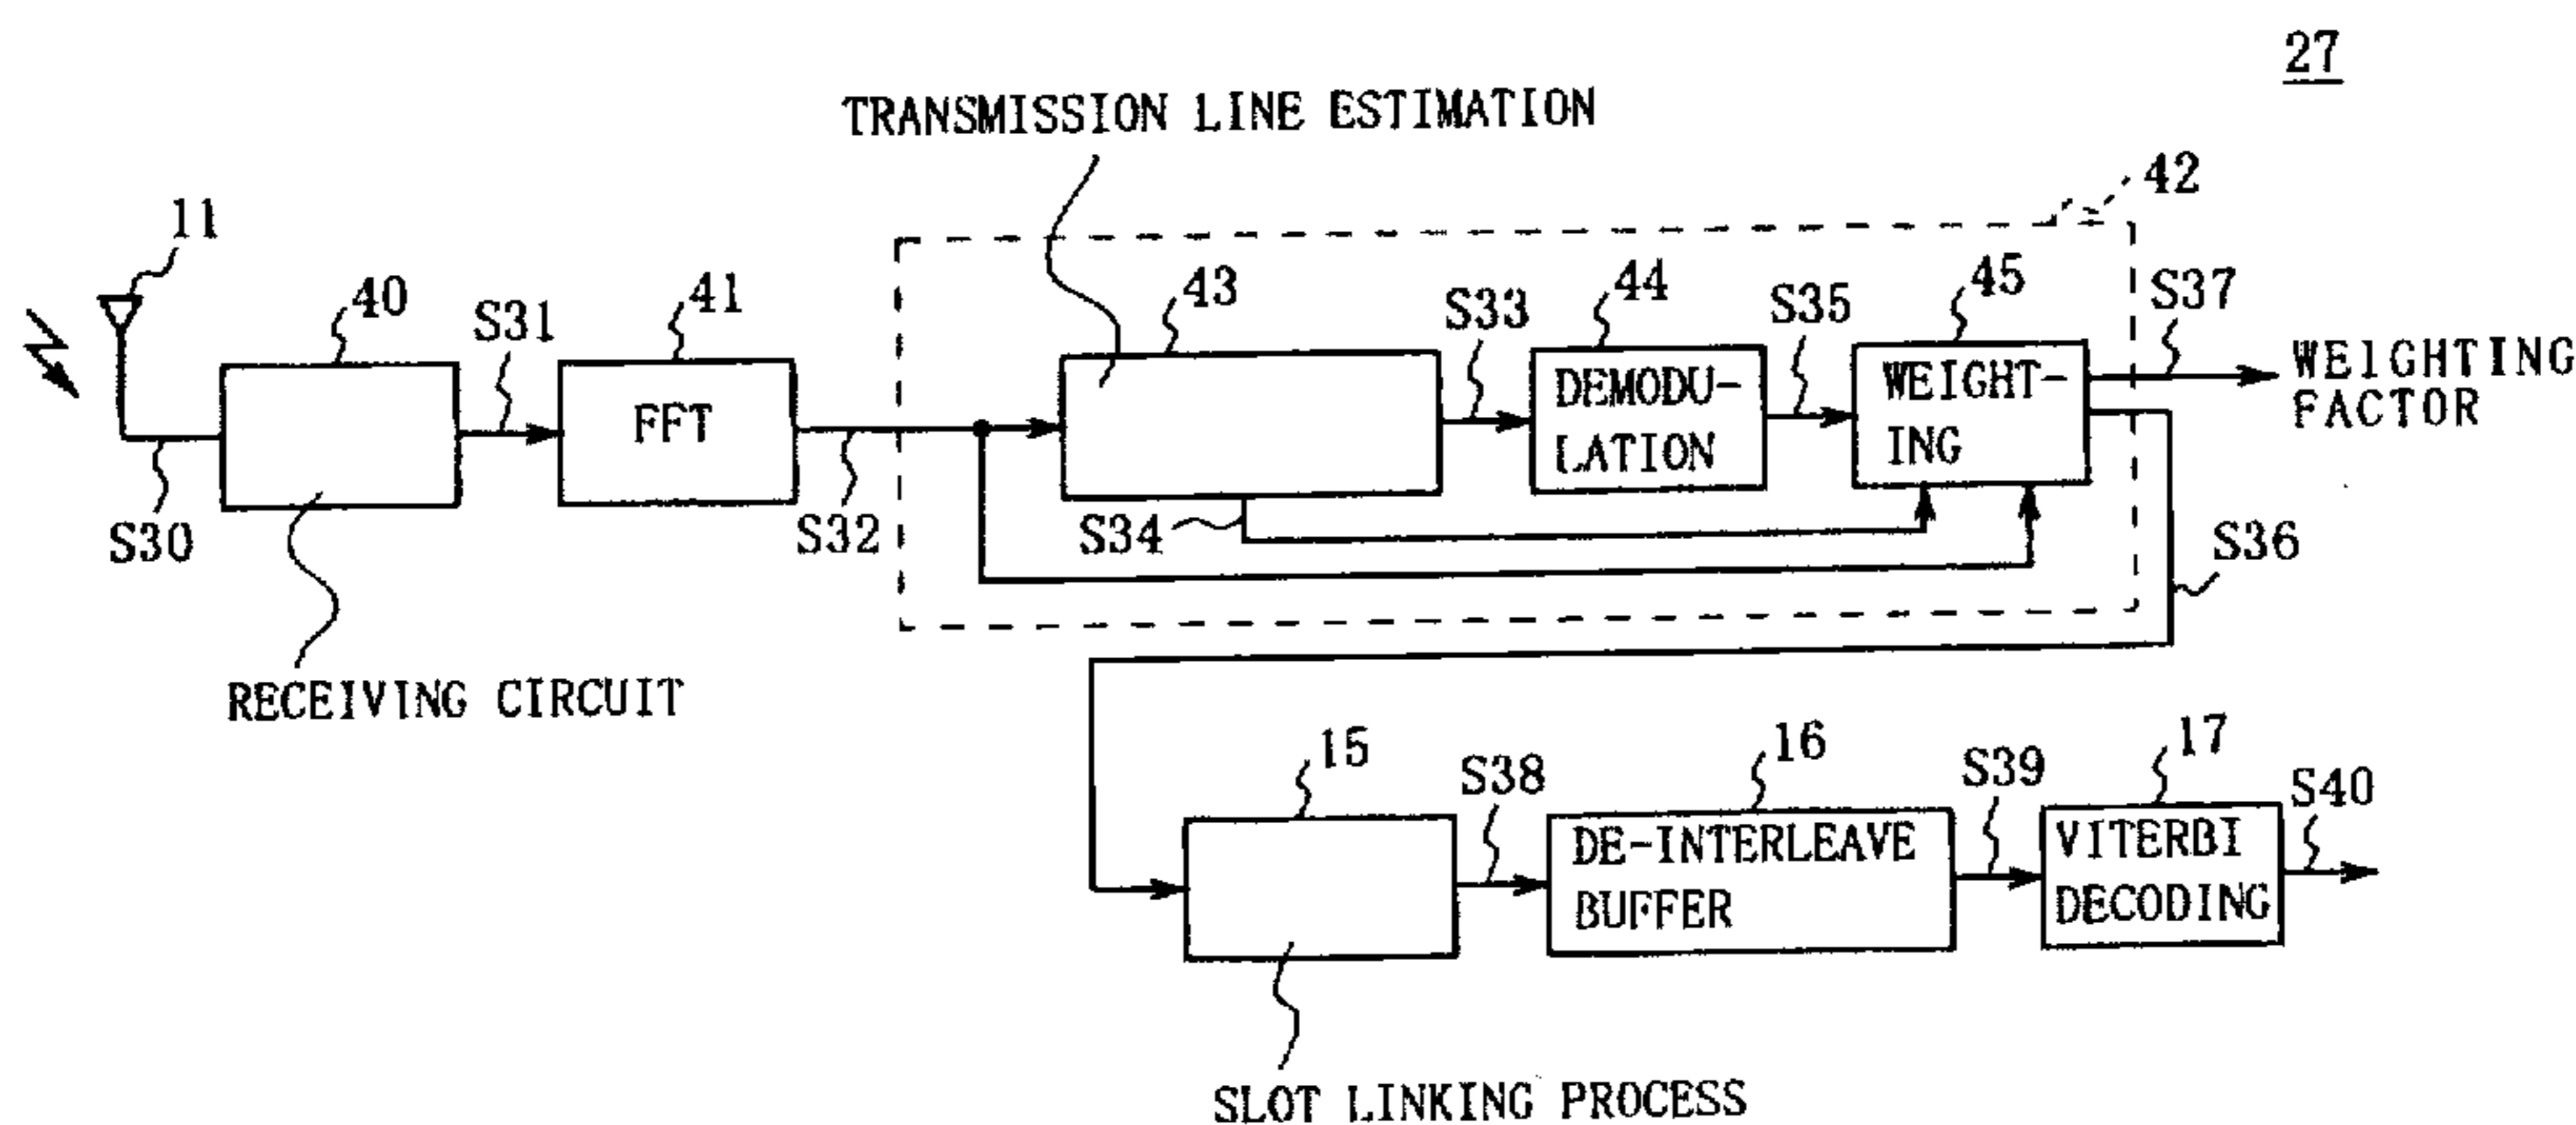 27
TRANSMISSION LINE ESTIMATION
42
11
40
S31
41
43
S33
44
S35
45
S37
FFT
DEMODU-
LATION
WEIGHT-
ING
WEIGHTING
FACTOR
S30
S32
S34
S36
RECEIVING CIRCUIT
15
S38
16
S39
17
S40
DE-INTERLEAVE
BUFFER
VITERBI
DECODING
SLOT LINKING PROCESS